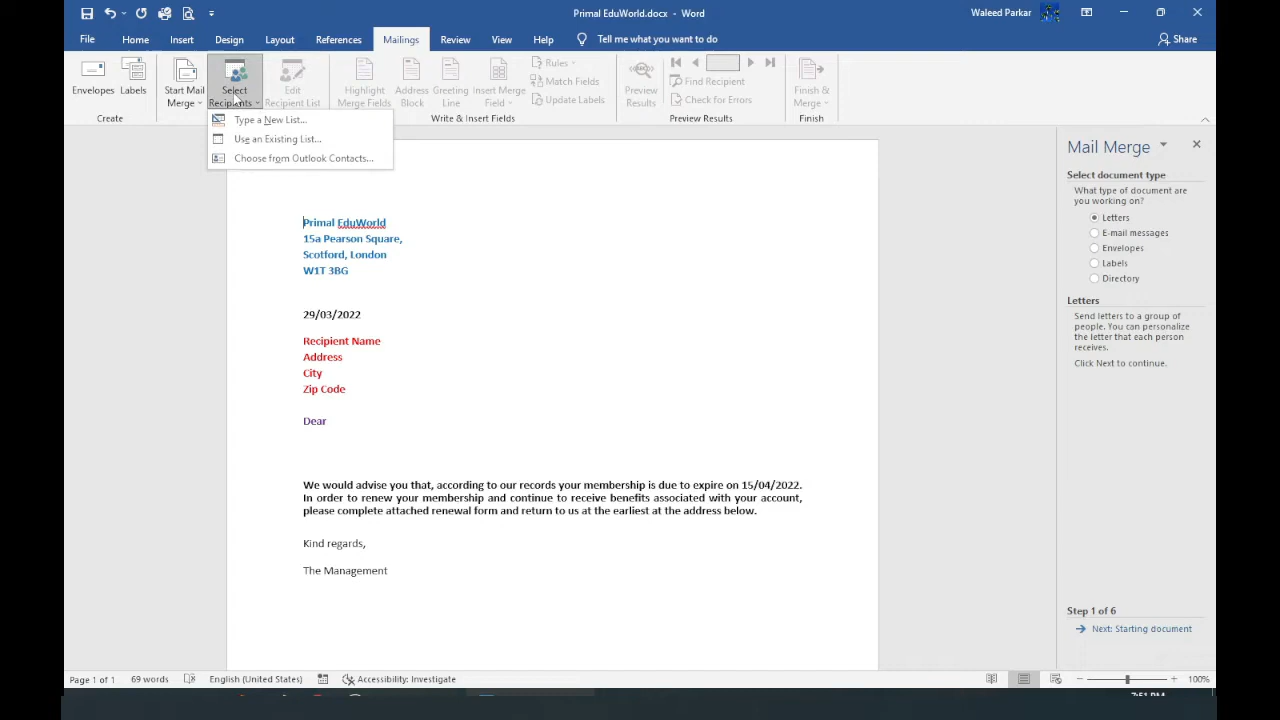 Primal EduWorld.docx - Word
Waleed Parkar
File Home Insert Design Layout References Mailings Review View Help Tell me what you want to do Share
Envelopes
Labels
Create
Start Mail
Merge
Select
Recipients
Edit
Recipient List
Highlight
Merge Fields
Address
Block
Greeting
Line
Insert Merge
Field
Rules
Match Fields
Update Labels
Write & Insert Fields
Preview
Results
Find Recipient
Check for Errors
Preview Results
Finish &
Merge
Finish
Type a New List...
Use an Existing List...
Choose from Outlook Contacts...
Primal EduWorld
15a Pearson Square,
Scotford, London
W1T 3BG
29/03/2022
Recipient Name
Address
City
Zip Code
Dear
We would advise you that, according to our records your membership is due to expire on 15/04/2022.
In order to renew your membership and continue to receive benefits associated with your account,
please complete attached renewal form and return to us at the earliest at the address below.
Kind regards,
The Management
Mail Merge
Select document type
What type of document are
you working on?
Letters
E-mail messages
Envelopes
Labels
Directory
Letters
Send letters to a group of
people. You can personalize
the letter that each person
receives.
Click Next to continue.
Step 1 of 6
Next: Starting document
Page 1 of 1 69 words English (United States) Accessibility: Investigate 100%
7:51 PM